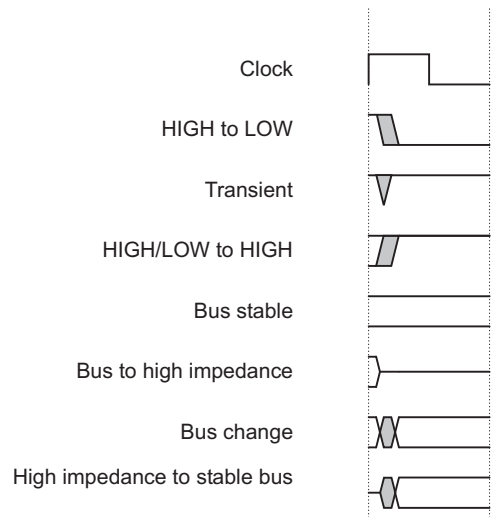 Clock
HIGH to LOW
Transient
HIGH/LOW to HIGH
Bus stable
Bus to high impedance
Bus change
High impedance to stable bus